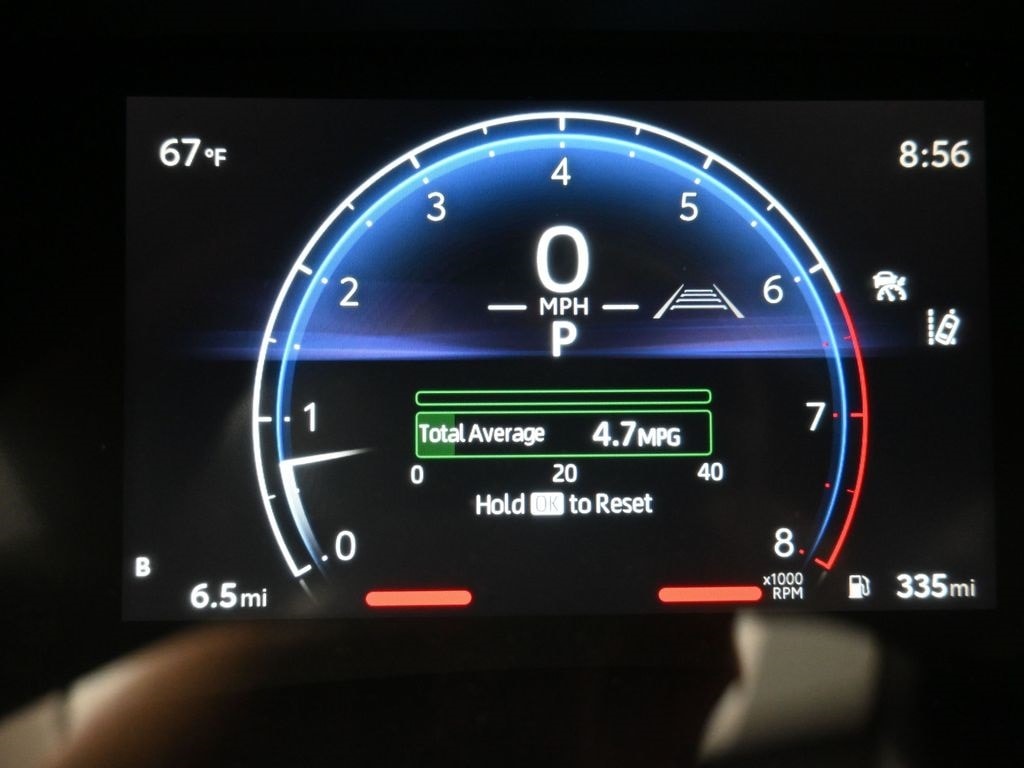 67°F
8:56
4
3
5
0
2
6
MPH
P
1
7
Total Average 4.7MPG
0 20 40
Hold OK to Reset
0
8
B
x1000
RPM
6.5mi
335mi